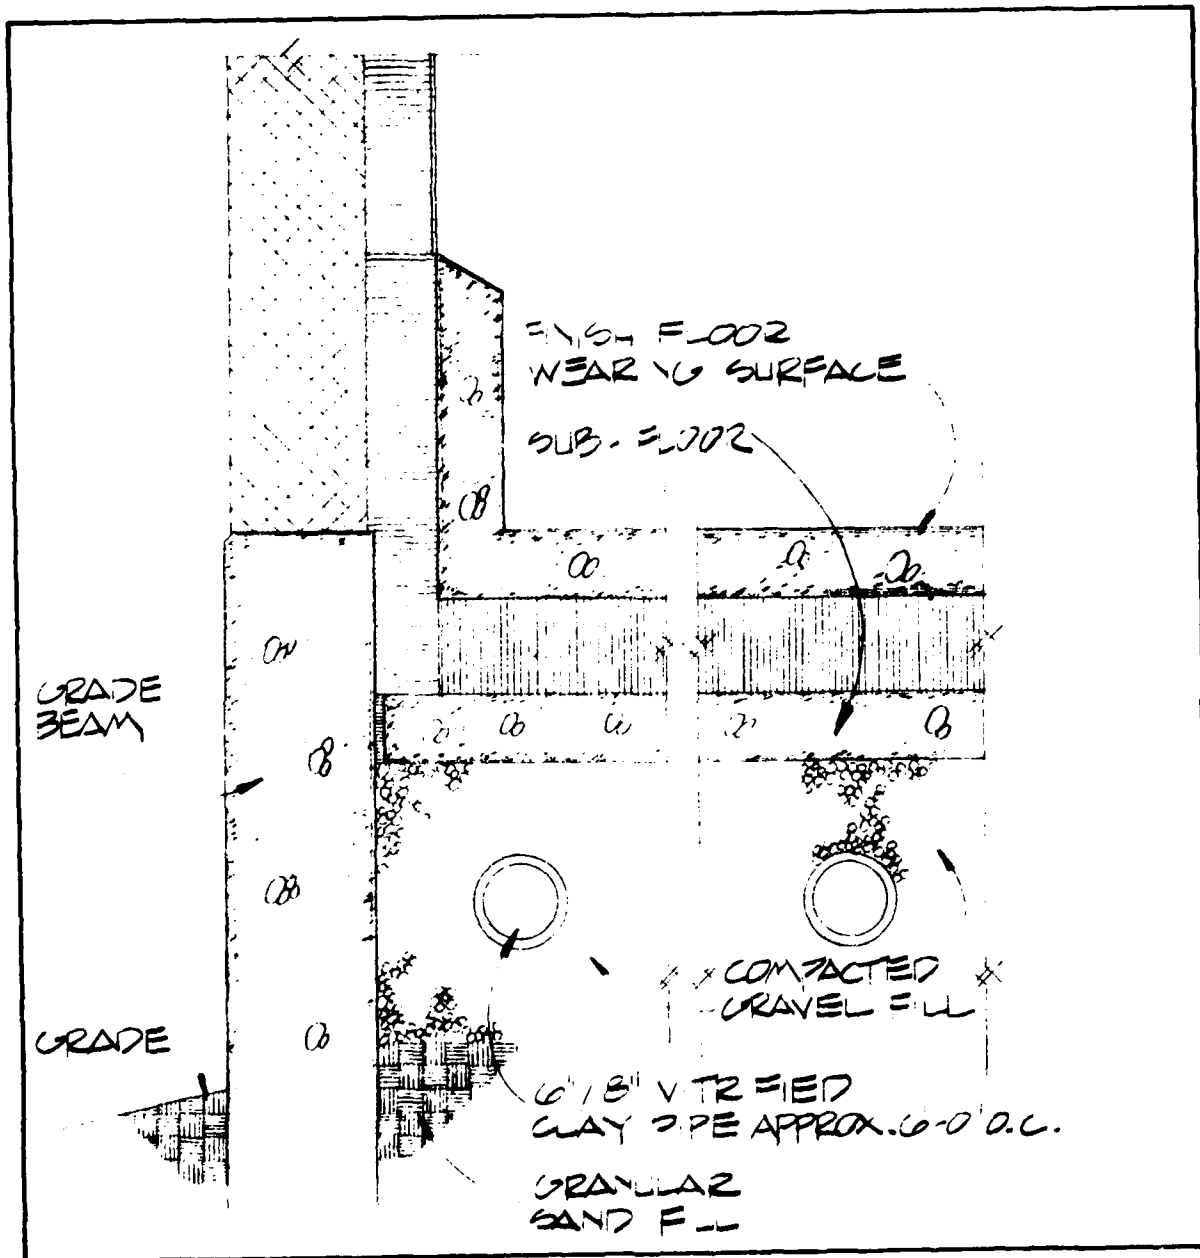 FINISH FLOOR
WEARING SURFACE
SUB-FLOOR
GRADE
BEAM
COMPACTED
GRAVEL FILL
GRADE
6"/8" VITRIFIED
CLAY PIPE APPROX. 6-0 O.C.
GRANULAR
SAND FILL